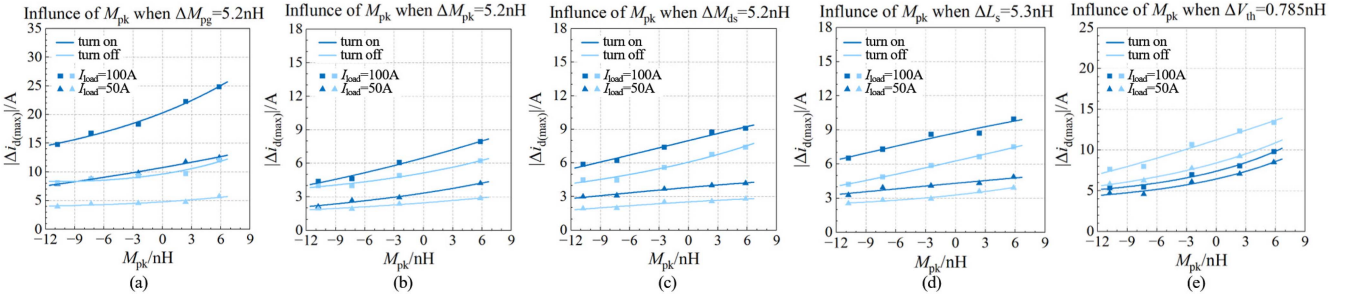 Influnce of Mpk when ΔMpg=5.2nH
35
30
25
20
15
10
5
0
|Δid(max)|/A
turn on
turn off
Iload=100A
Iload=50A
−12 −9 −6 −3 0 3 6 9
Mpk/nH
(a)
Influnce of Mpk when ΔMpk=5.2nH
18
15
12
9
6
3
0
|Δid(max)|/A
turn on
turn off
Iload=100A
Iload=50A
−12 −9 −6 −3 0 3 6 9
Mpk/nH
(b)
Influnce of Mpk when ΔMds=5.2nH
18
15
12
9
6
3
0
|Δid(max)|/A
turn on
turn off
Iload=100A
Iload=50A
−12 −9 −6 −3 0 3 6 9
Mpk/nH
(c)
Influnce of Mpk when ΔLs=5.3nH
18
15
12
9
6
3
0
|Δid(max)|/A
turn on
turn off
Iload=100A
Iload=50A
−12 −9 −6 −3 0 3 6 9
Mpk/nH
(d)
Influnce of Mpk when ΔVth=0.785nH
25
20
15
10
5
0
|Δid(max)|/A
turn on
turn off
Iload=100A
Iload=50A
−12 −9 −6 −3 0 3 6 9
Mpk/nH
(e)